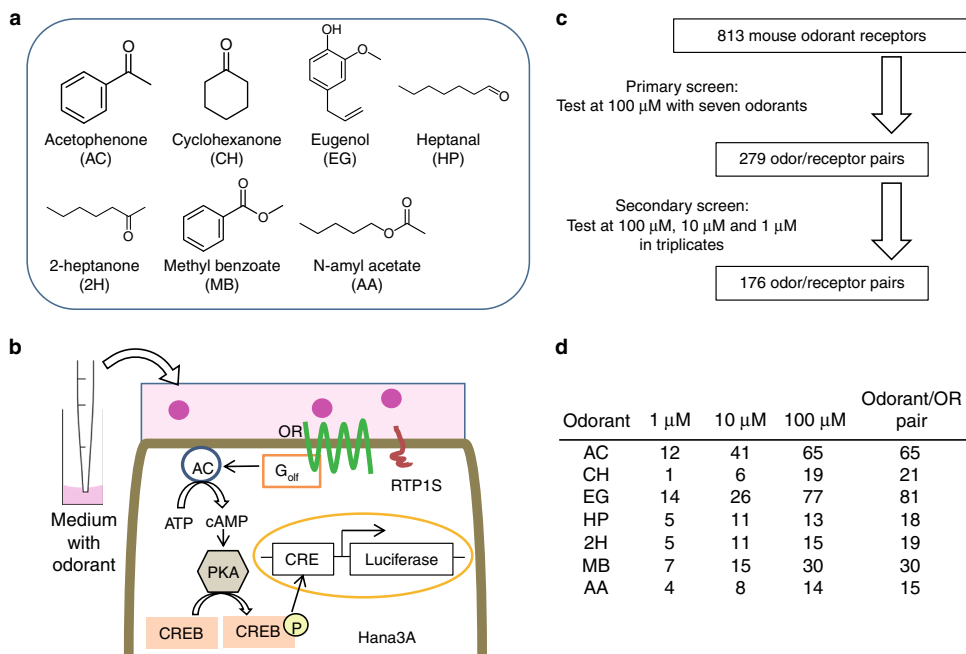 a
OH
O
O
O
O
Acetophenone
(AC)
Cyclohexanone
(CH)
Eugenol
(EG)
Heptanal
(HP)
O
O
O
O
O
2-heptanone
(2H)
Methyl benzoate
(MB)
N-amyl acetate
(AA)
b
OR
AC
Golf
RTP1S
ATP
cAMP
Medium
with
odorant
PKA
CRE
Luciferase
CREB
CREB
P
Hana3A
c
813 mouse odorant receptors
Primary screen:
Test at 100 µM with seven odorants
279 odor/receptor pairs
Secondary screen:
Test at 100 µM, 10 µM and 1 µM
in triplicates
176 odor/receptor pairs
d
Odorant 1 µM 10 µM 100 µM Odorant/OR pair
AC 12 41 65 65
CH 1 6 19 21
EG 14 26 77 81
HP 5 11 13 18
2H 5 11 15 19
MB 7 15 30 30
AA 4 8 14 15